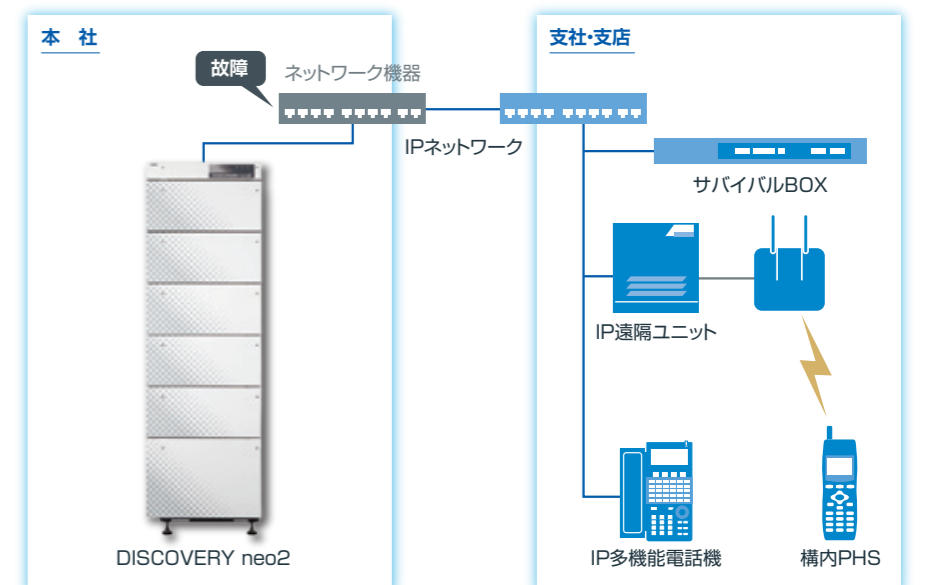 本 社
故障
ネットワーク機器
IPネットワーク
DISCOVERY neo2
支社・支店
サバイバルBOX
IP遠隔ユニット
IP多機能電話機
構内PHS